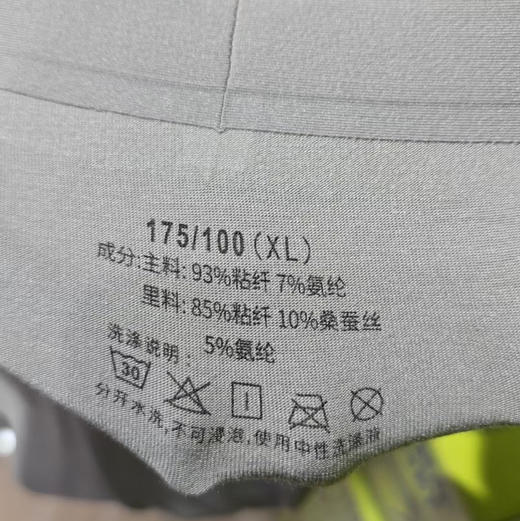 175/100(XL)
成分:主料: 93%粘纤 7%氨纶
里料: 85%粘纤 10%桑蚕丝
5%氨纶
洗涤说明:
30
分开水洗,不可浸泡,使用中性洗涤液